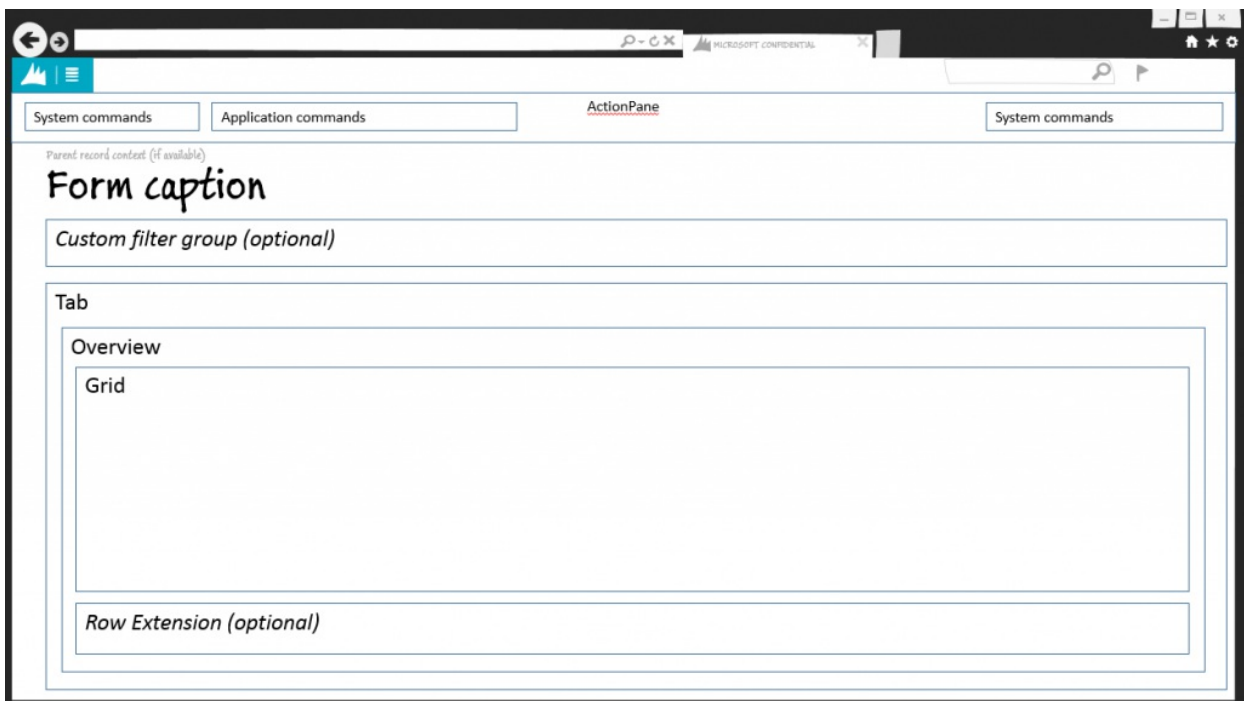 MICROSOFT CONFIDENTIAL
System commands
Application commands
ActionPane
System commands
Parent record context (if available)
Form caption
Custom filter group (optional)
Tab
Overview
Grid
Row Extension (optional)